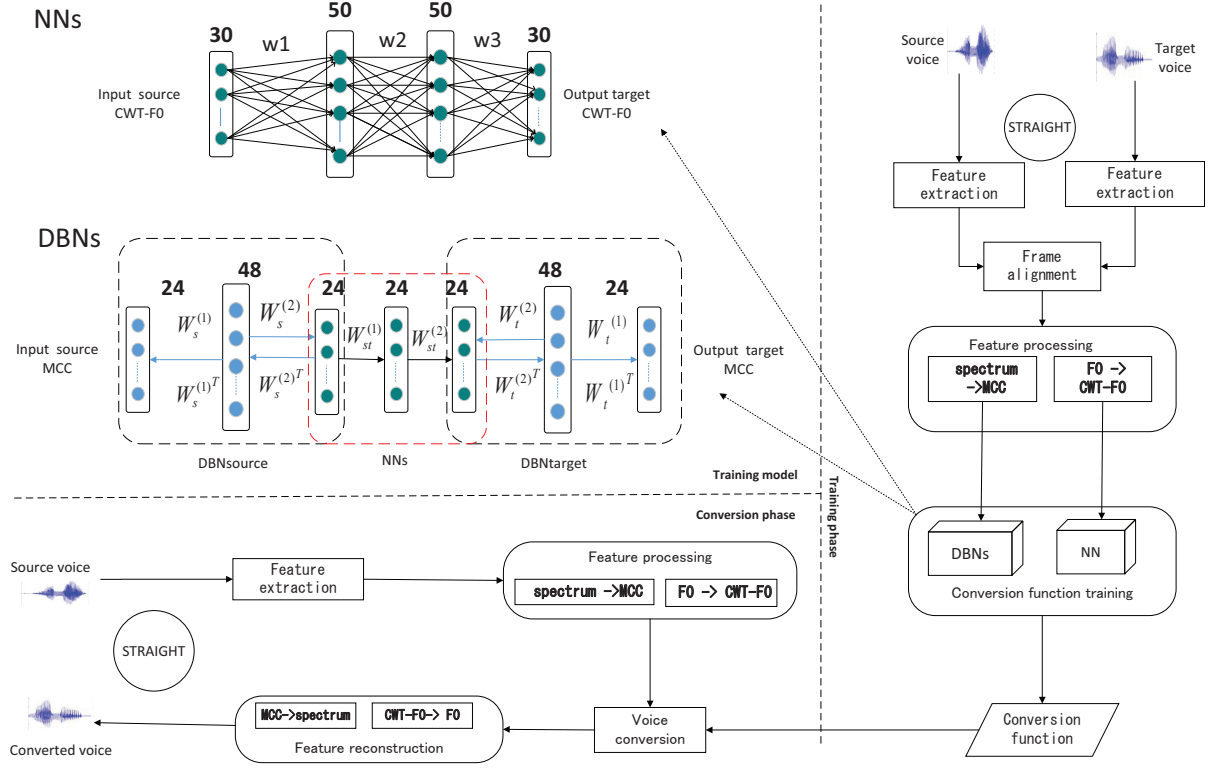 NNs
30
50
50
30
w1
w2
w3
Input source
CWT-F0
Output target
CWT-F0
DBNs
24
48
24
24
24
48
24
W_s^{(1)}
W_s^{(2)}
W_{st}^{(1)}
W_{st}^{(2)}
W_t^{(2)}
W_t^{(1)}
W_s^{(1)^T}
W_s^{(2)^T}
W_t^{(2)^T}
W_t^{(1)^T}
Input source
MCC
Output target
MCC
DBNsource
NNs
DBNtarget
Training model
Conversion phase
Training phase
Source
voice
Target
voice
STRAIGHT
Feature
extraction
Feature
extraction
Frame
alignment
Feature processing
spectrum
->MCC
F0 ->
CWT-F0
DBNs
NN
Conversion function training
Conversion
function
Source voice
Feature
extraction
Feature processing
spectrum ->MCC
F0 -> CWT-F0
STRAIGHT
Voice
conversion
MCC->spectrum
CWT-F0-> F0
Feature reconstruction
Converted voice